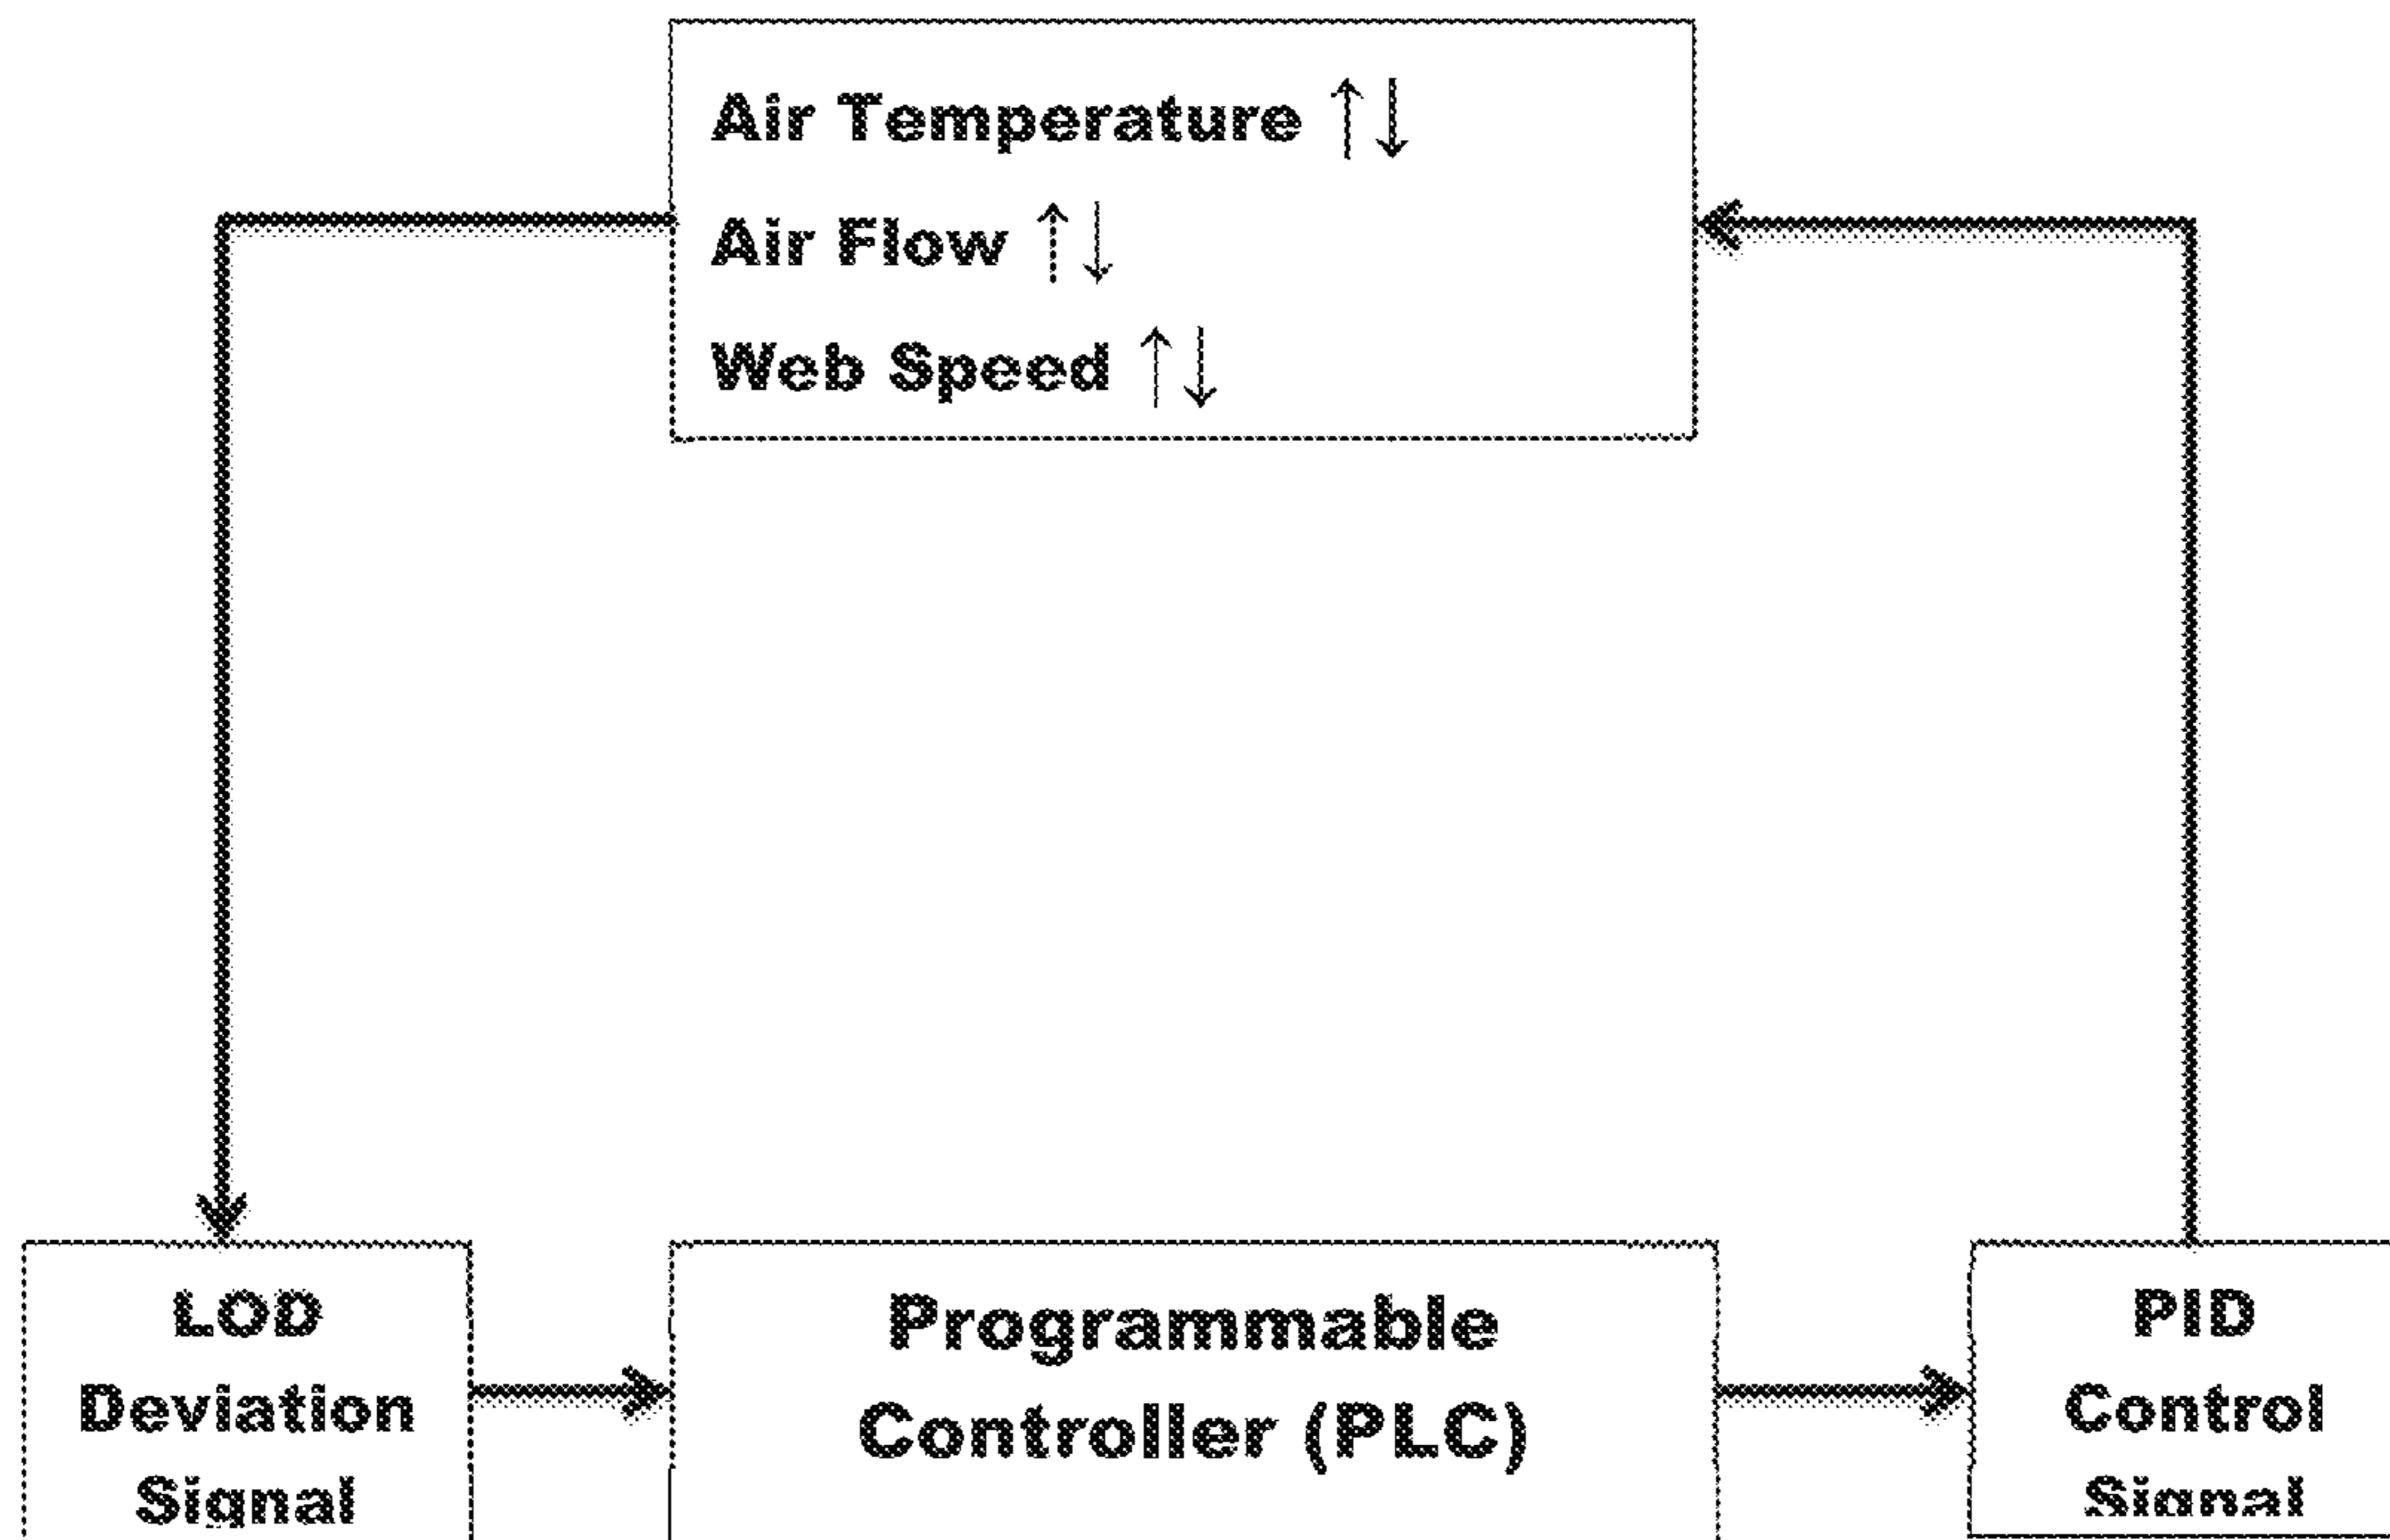 Air Temperature ↑↓
Air Flow ↑↓
Web Speed ↑↓
LOD
Deviation
Signal
Programmable
Controller (PLC)
PID
Control
Signal